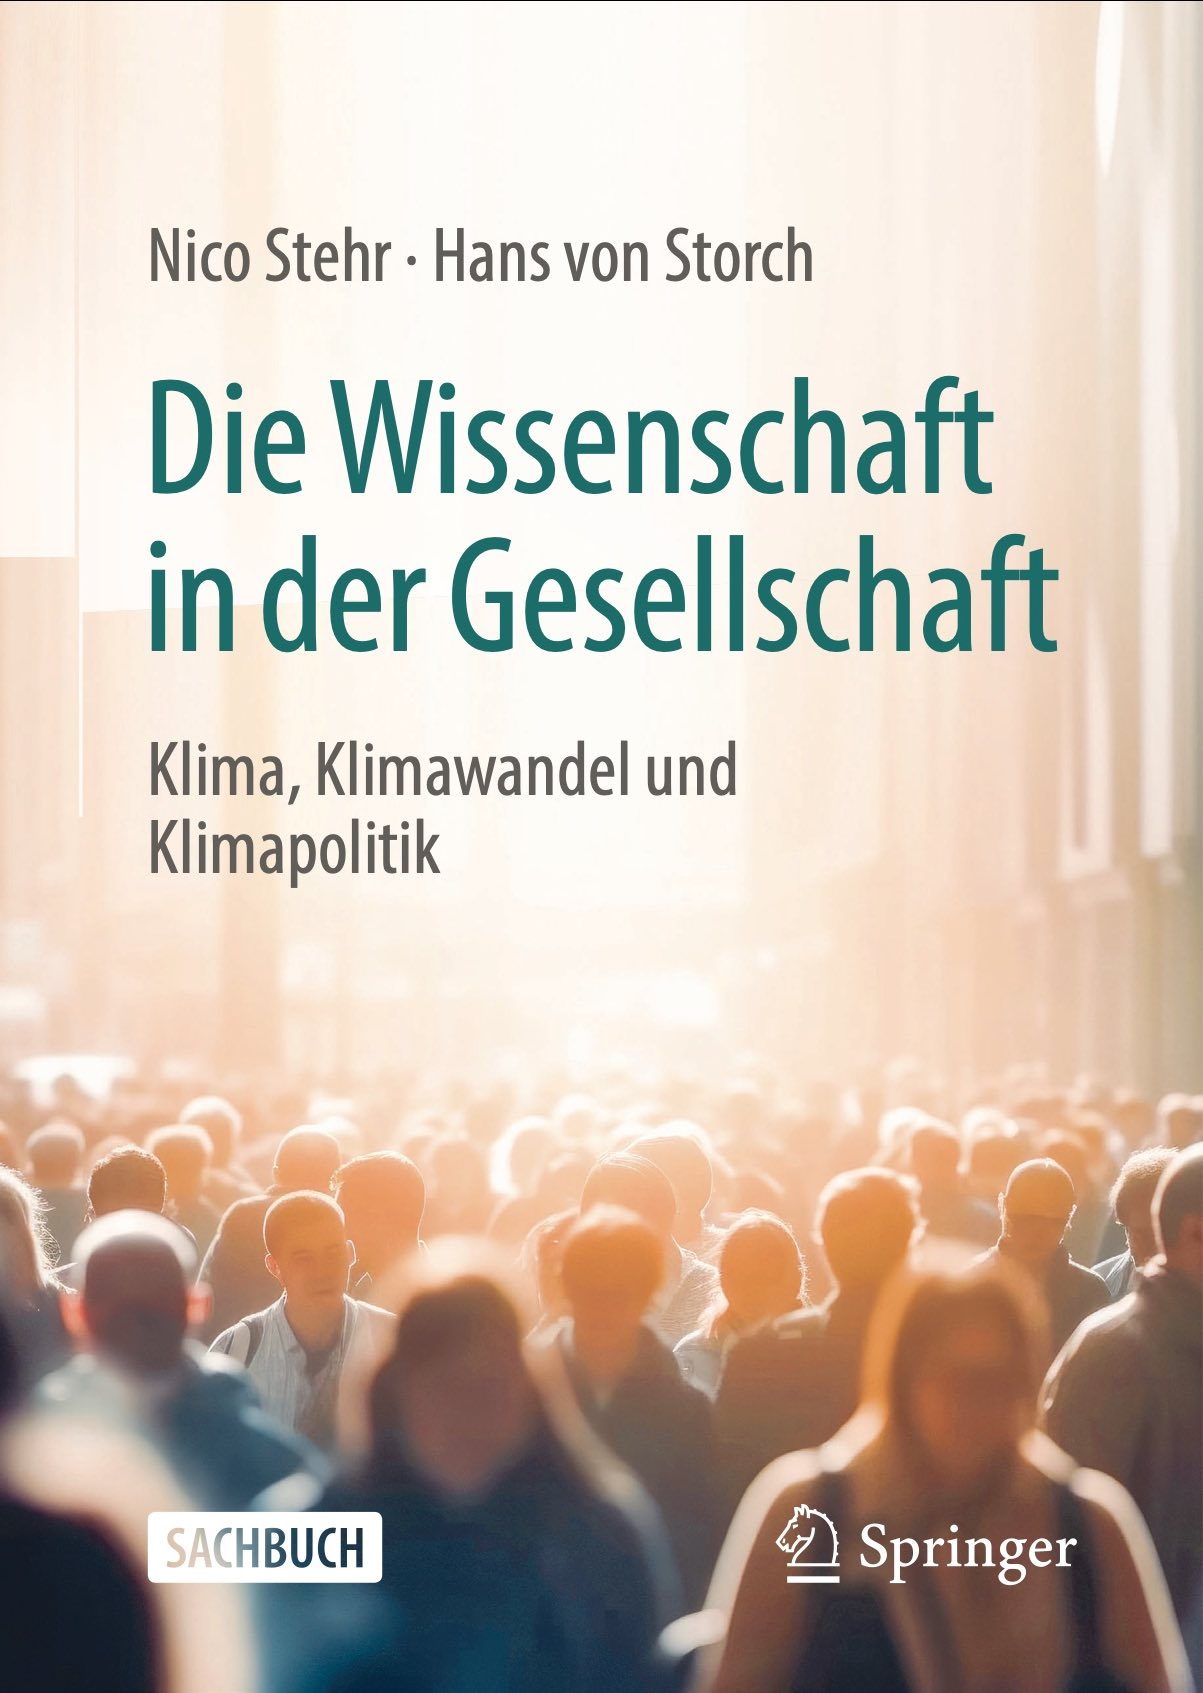 Nico Stehr · Hans von Storch
Die Wissenschaft
in der Gesellschaft
Klima, Klimawandel und
Klimapolitik
SACHBUCH
Springer